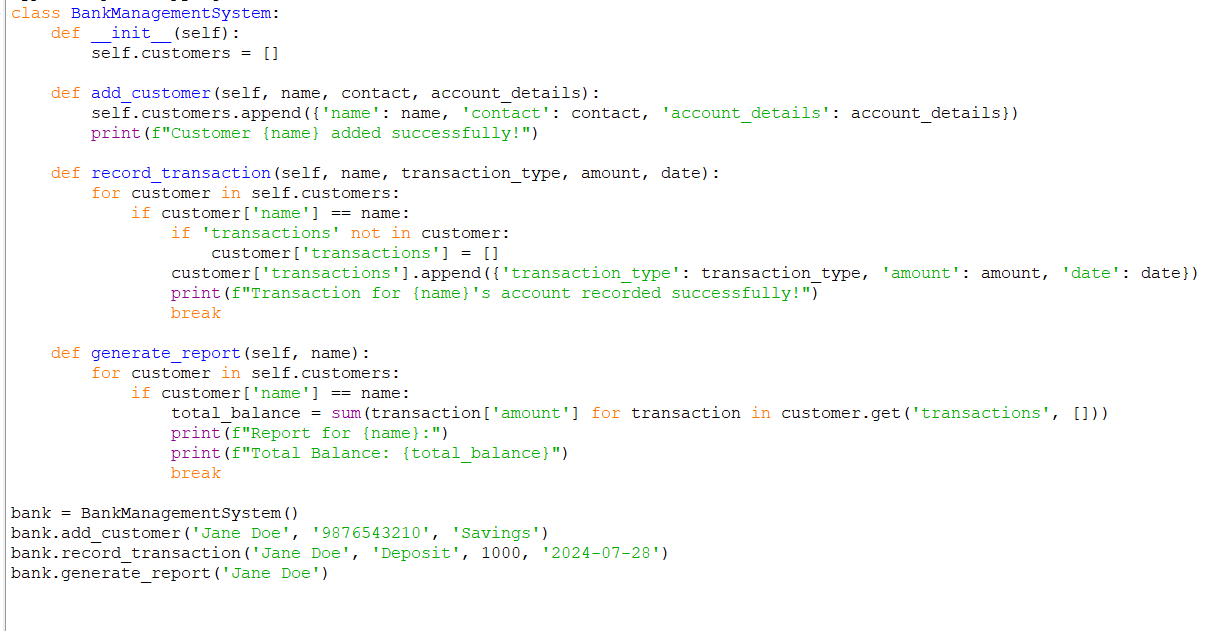 class BankManagementSystem:
    def __init__(self):
        self.customers = []

    def add_customer(self, name, contact, account_details):
        self.customers.append({'name': name, 'contact': contact, 'account_details': account_details})
        print(f"Customer {name} added successfully!")

    def record_transaction(self, name, transaction_type, amount, date):
        for customer in self.customers:
            if customer['name'] == name:
                if 'transactions' not in customer:
                    customer['transactions'] = []
                customer['transactions'].append({'transaction_type': transaction_type, 'amount': amount, 'date': date})
                print(f"Transaction for {name}'s account recorded successfully!")
                break

    def generate_report(self, name):
        for customer in self.customers:
            if customer['name'] == name:
                total_balance = sum(transaction['amount'] for transaction in customer.get('transactions', []))
                print(f"Report for {name}:")
                print(f"Total Balance: {total_balance}")
                break

bank = BankManagementSystem()
bank.add_customer('Jane Doe', '9876543210', 'Savings')
bank.record_transaction('Jane Doe', 'Deposit', 1000, '2024-07-28')
bank.generate_report('Jane Doe')